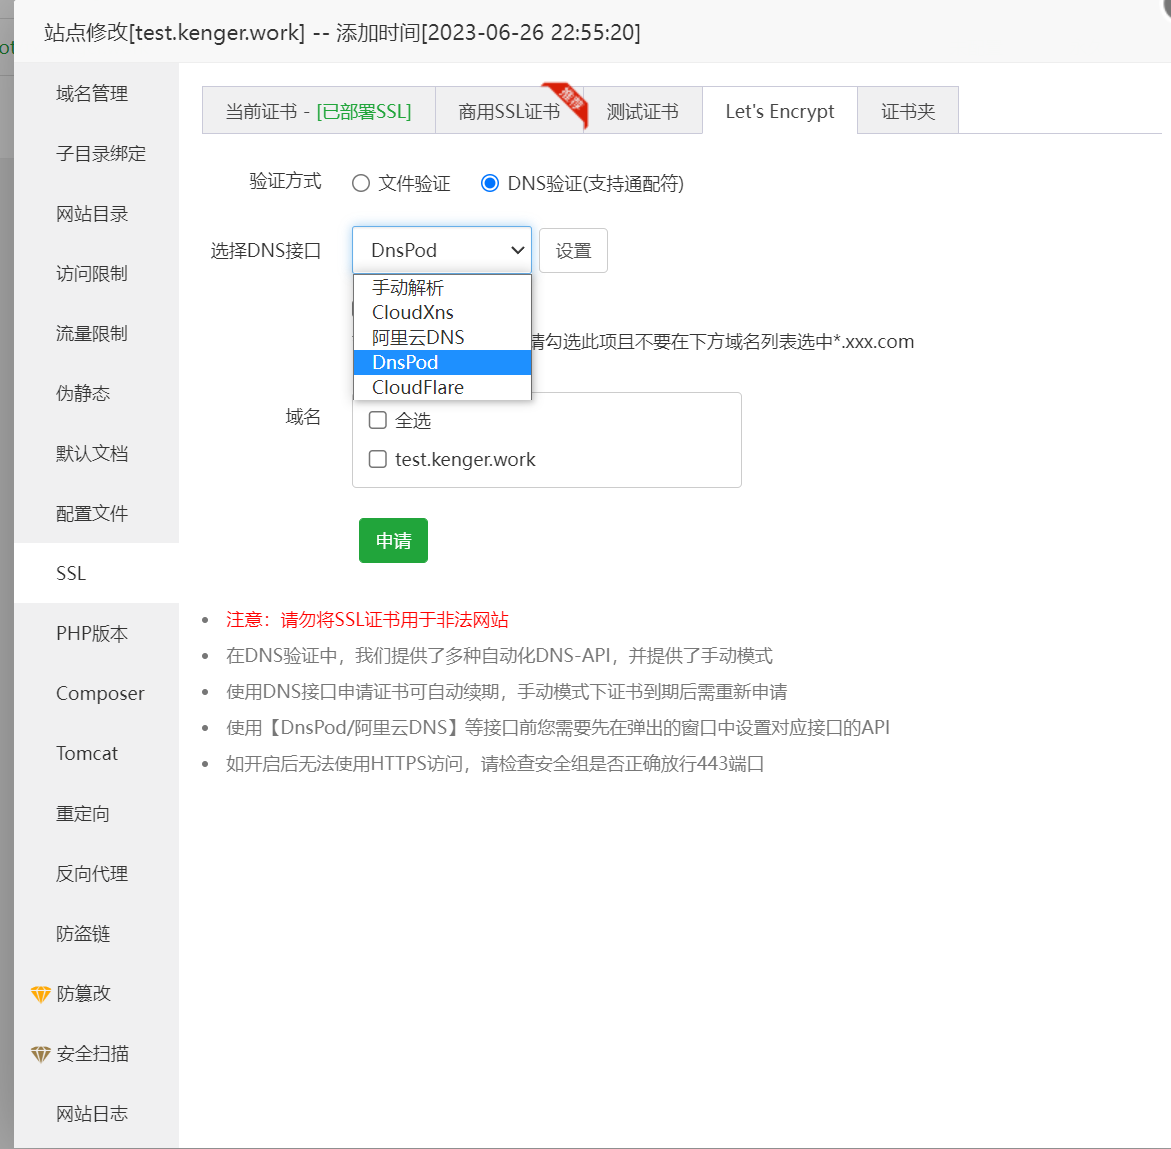 站点修改[test.kenger.work] -- 添加时间[2023-06-26 22:55:20]
域名管理
子目录绑定
网站目录
访问限制
流量限制
伪静态
默认文档
配置文件
SSL
PHP版本
Composer
Tomcat
重定向
反向代理
防盗链
防篡改
安全扫描
网站日志
当前证书 - [已部署SSL]
商用SSL证书
推荐
测试证书
Let's Encrypt
证书夹
验证方式 文件验证 DNS验证(支持通配符)
选择DNS接口 DnsPod 设置
手动解析
CloudXns
阿里云DNS
DnsPod
CloudFlare
请勾选此项目不要在下方域名列表选中*.xxx.com
域名
全选
test.kenger.work
申请
注意：请勿将SSL证书用于非法网站
在DNS验证中，我们提供了多种自动化DNS-API，并提供了手动模式
使用DNS接口申请证书可自动续期，手动模式下证书到期后需重新申请
使用【DnsPod/阿里云DNS】等接口前您需要先在弹出的窗口中设置对应接口的API
如开启后无法使用HTTPS访问，请检查安全组是否正确放行443端口